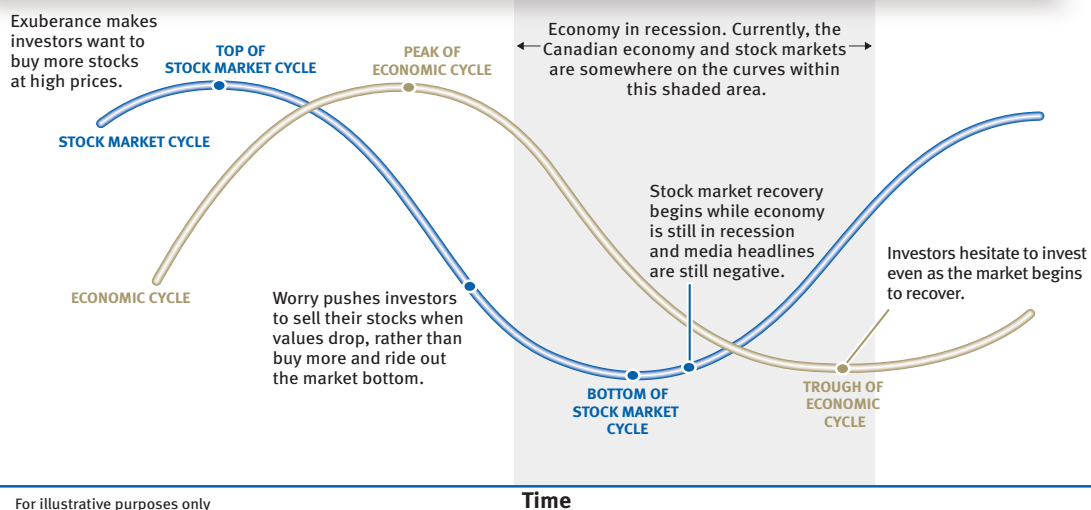 Exuberance makes
investors want to
buy more stocks
at high prices.
TOP OF
STOCK MARKET CYCLE
PEAK OF
ECONOMIC CYCLE
Economy in recession. Currently, the
Canadian economy and stock markets
are somewhere on the curves within
this shaded area.
STOCK MARKET CYCLE
ECONOMIC CYCLE
Worry pushes investors
to sell their stocks when
values drop, rather than
buy more and ride out
the market bottom.
Stock market recovery
begins while economy
is still in recession
and media headlines
are still negative.
Investors hesitate to invest
even as the market begins
to recover.
BOTTOM OF
STOCK MARKET
CYCLE
TROUGH OF
ECONOMIC
CYCLE
For illustrative purposes only
Time